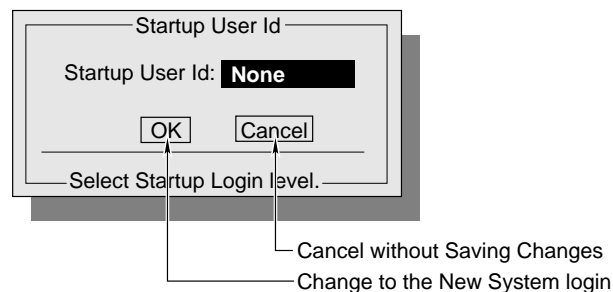 Startup User Id
Startup User Id: None
OK Cancel
Select Startup Login level.
Cancel without Saving Changes
Change to the New System login